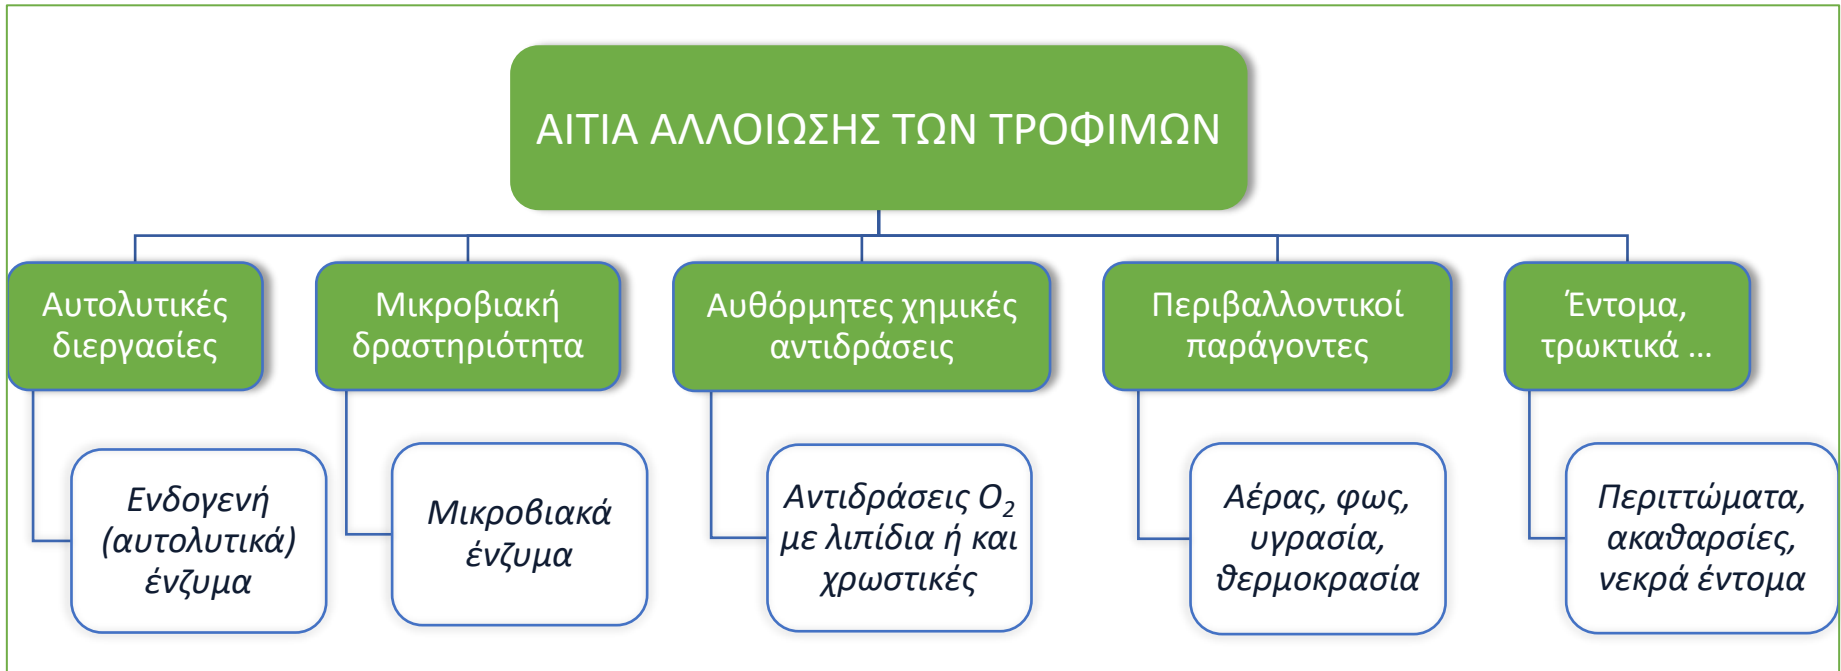 ΑΙΤΙΑ ΑΛΛΟΙΩΣΗΣ ΤΩΝ ΤΡΟΦΙΜΩΝ
Αυτολυτικές
διεργασίες
Ενδογενή
(αυτολυτικά)
ένζυμα
Μικροβιακή
δραστηριότητα
Μικροβιακά
ένζυμα
Αυθόρμητες χημικές
αντιδράσεις
Αντιδράσεις Ο₂
με λιπίδια ή και
χρωστικές
Περιβαλλοντικοί
παράγοντες
Αέρας, φως,
υγρασία,
θερμοκρασία
Έντομα,
τρωκτικά ...
Περιττώματα,
ακαθαρσίες,
νεκρά έντομα